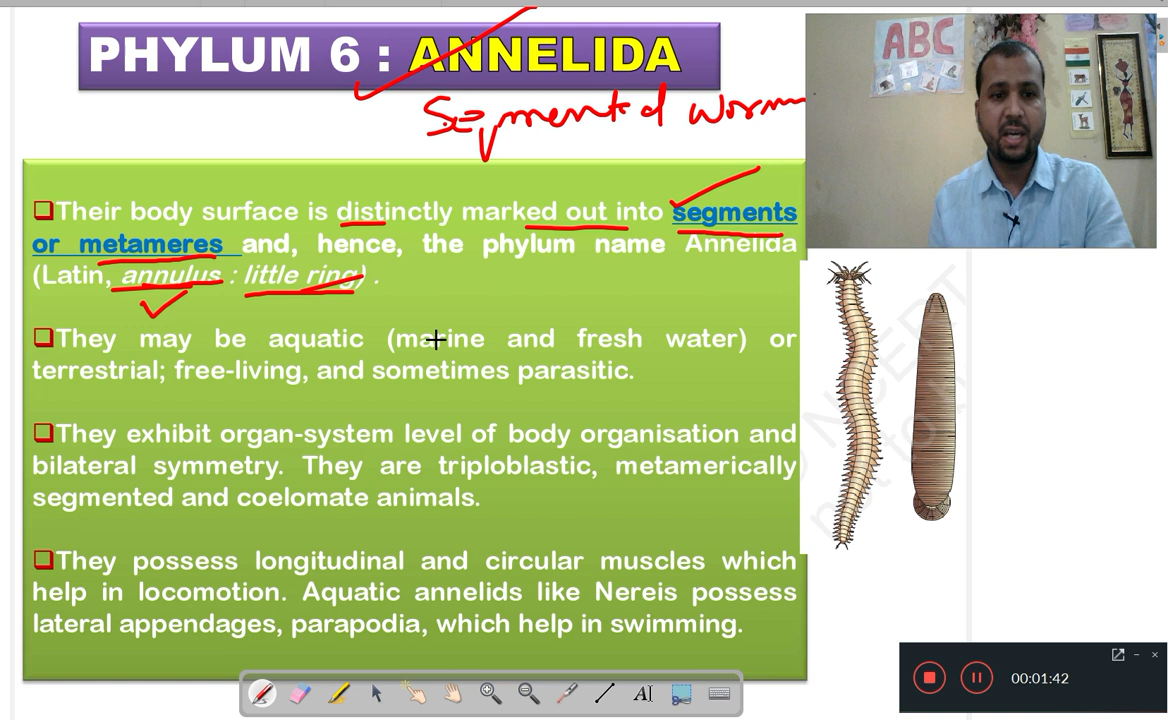 PHYLUM 6 : ANNELIDA
Segmented worm
❑Their body surface is distinctly marked out into segments
or metameres and, hence, the phylum name Annelida
(Latin, annulus : little ring) .
❑They may be aquatic (marine and fresh water) or
terrestrial; free-living, and sometimes parasitic.
❑They exhibit organ-system level of body organisation and
bilateral symmetry. They are triploblastic, metamerically
segmented and coelomate animals.
❑They possess longitudinal and circular muscles which
help in locomotion. Aquatic annelids like Nereis possess
lateral appendages, parapodia, which help in swimming.
ABC
NCERT
not to
00:01:42